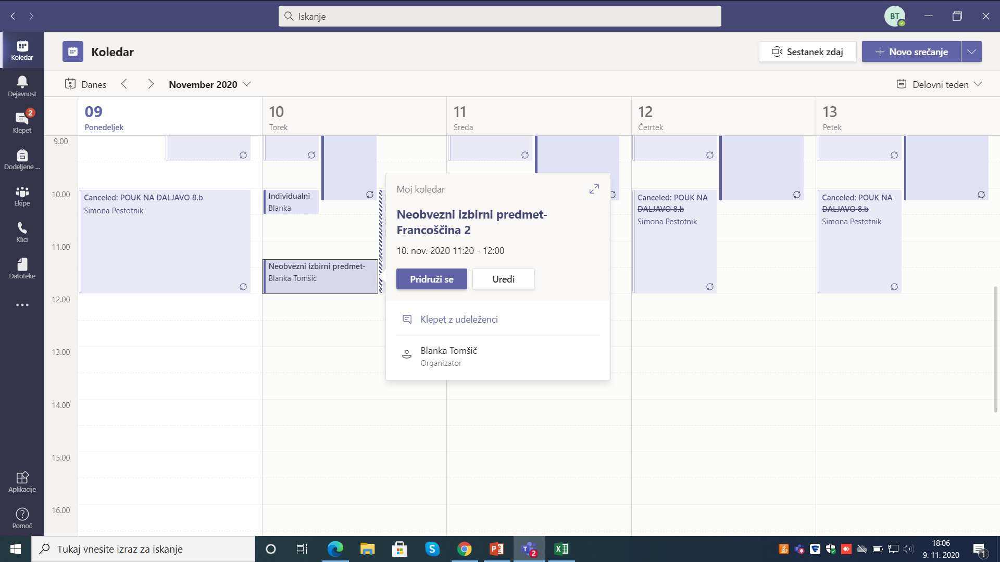 Iskanje
BT
Koledar
Dejavnost
2
Klepet
Dodeljene ...
Ekipe
Klici
Datoteke
Aplikacije
Pomoč
Koledar
Sestanek zdaj
Novo srečanje
Danes
November 2020
Delovni teden
09
Ponedeljek
10
Torek
11
Sreda
12
Četrtek
13
Petek
9.00
10.00
11.00
12.00
13.00
14.00
15.00
16.00
Canceled: POUK NA DALJAVO 8.b
Simona Pestotnik
Individualni
Blanka
Neobvezni izbirni predmet-
Blanka Tomšič
Moj koledar
Neobvezni izbirni predmet-
Francoščina 2
10. nov. 2020 11:20 - 12:00
Pridruži se
Uredi
Klepet z udeleženci
Blanka Tomšič
Organizator
Canceled: POUK NA
DALJAVO 8.b
Simona Pestotnik
Canceled: POUK NA
DALJAVO 8.b
Simona Pestotnik
Tukaj vnesite izraz za iskanje
2
18:06
9. 11. 2020
1